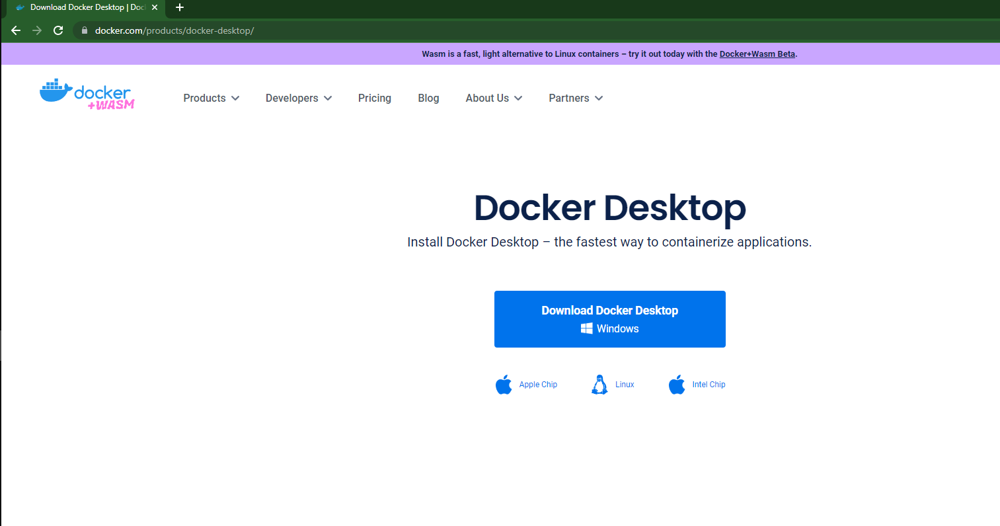 Download Docker Desktop | Doc
docker.com/products/docker-desktop/
Wasm is a fast, light alternative to Linux containers – try it out today with the Docker+Wasm Beta.
docker
+WASM
Products
Developers
Pricing
Blog
About Us
Partners
Docker Desktop
Install Docker Desktop – the fastest way to containerize applications.
Download Docker Desktop
Windows
Apple Chip
Linux
Intel Chip